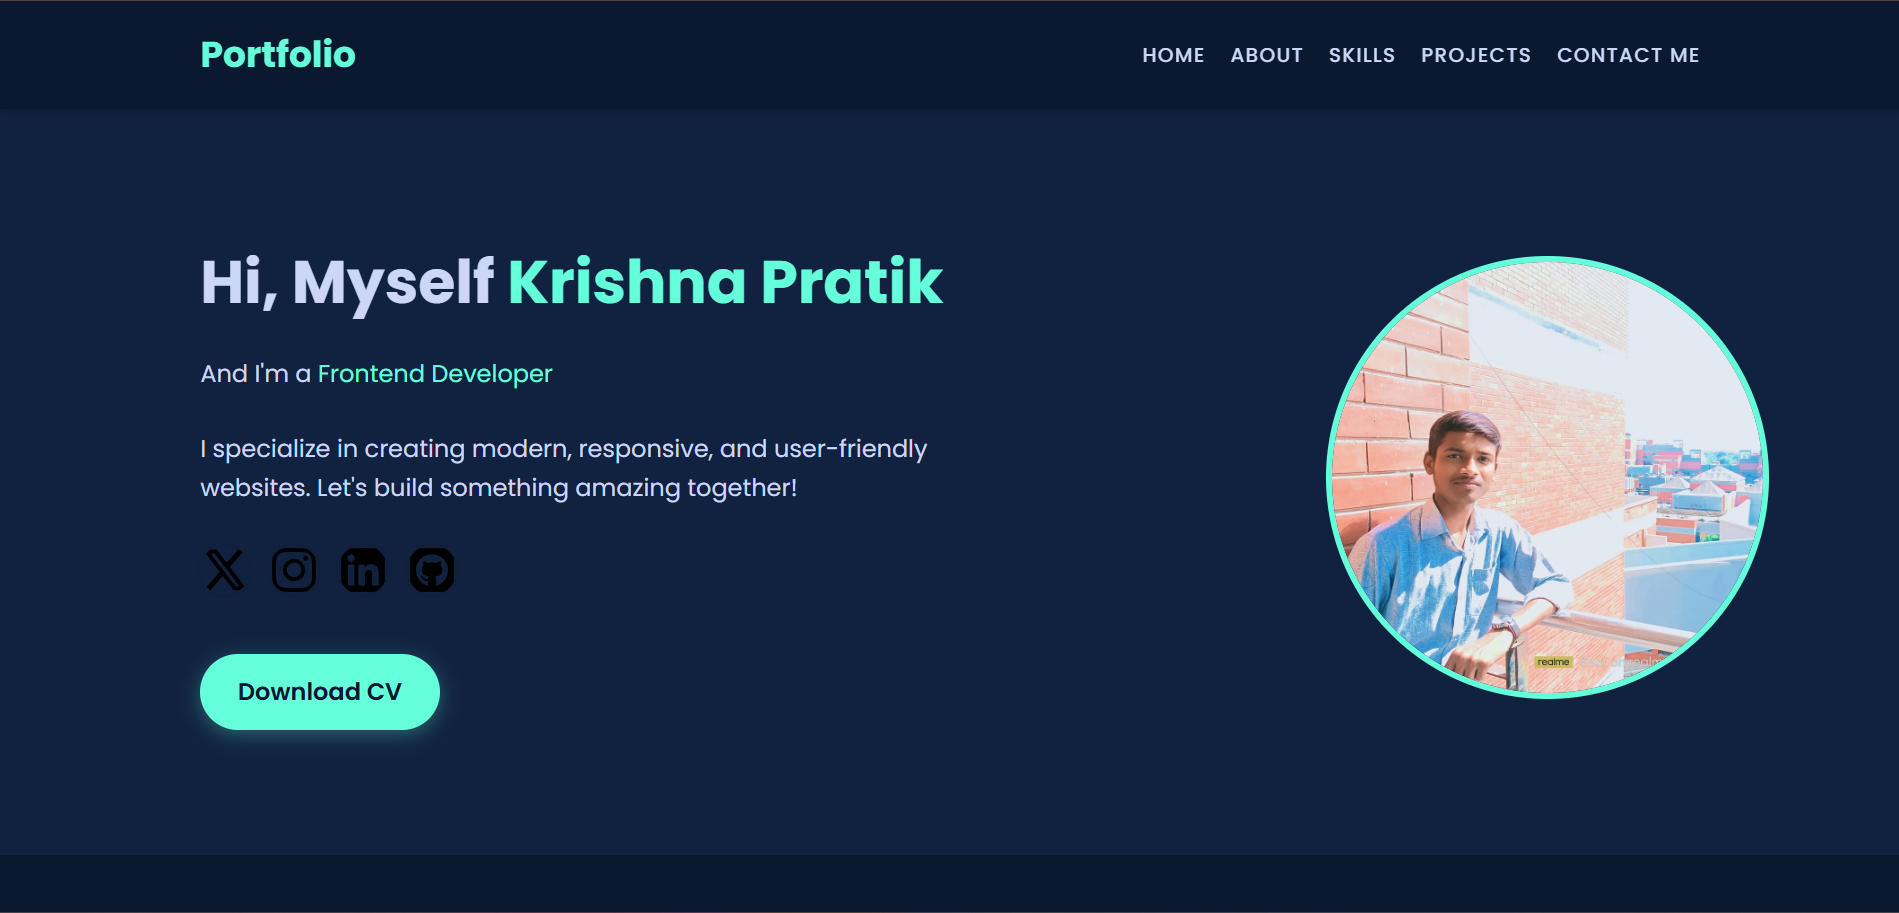 Portfolio
HOME ABOUT SKILLS PROJECTS CONTACT ME
Hi, Myself Krishna Pratik
And I'm a Frontend Developer
I specialize in creating modern, responsive, and user-friendly
websites. Let's build something amazing together!
in
Download CV
realme